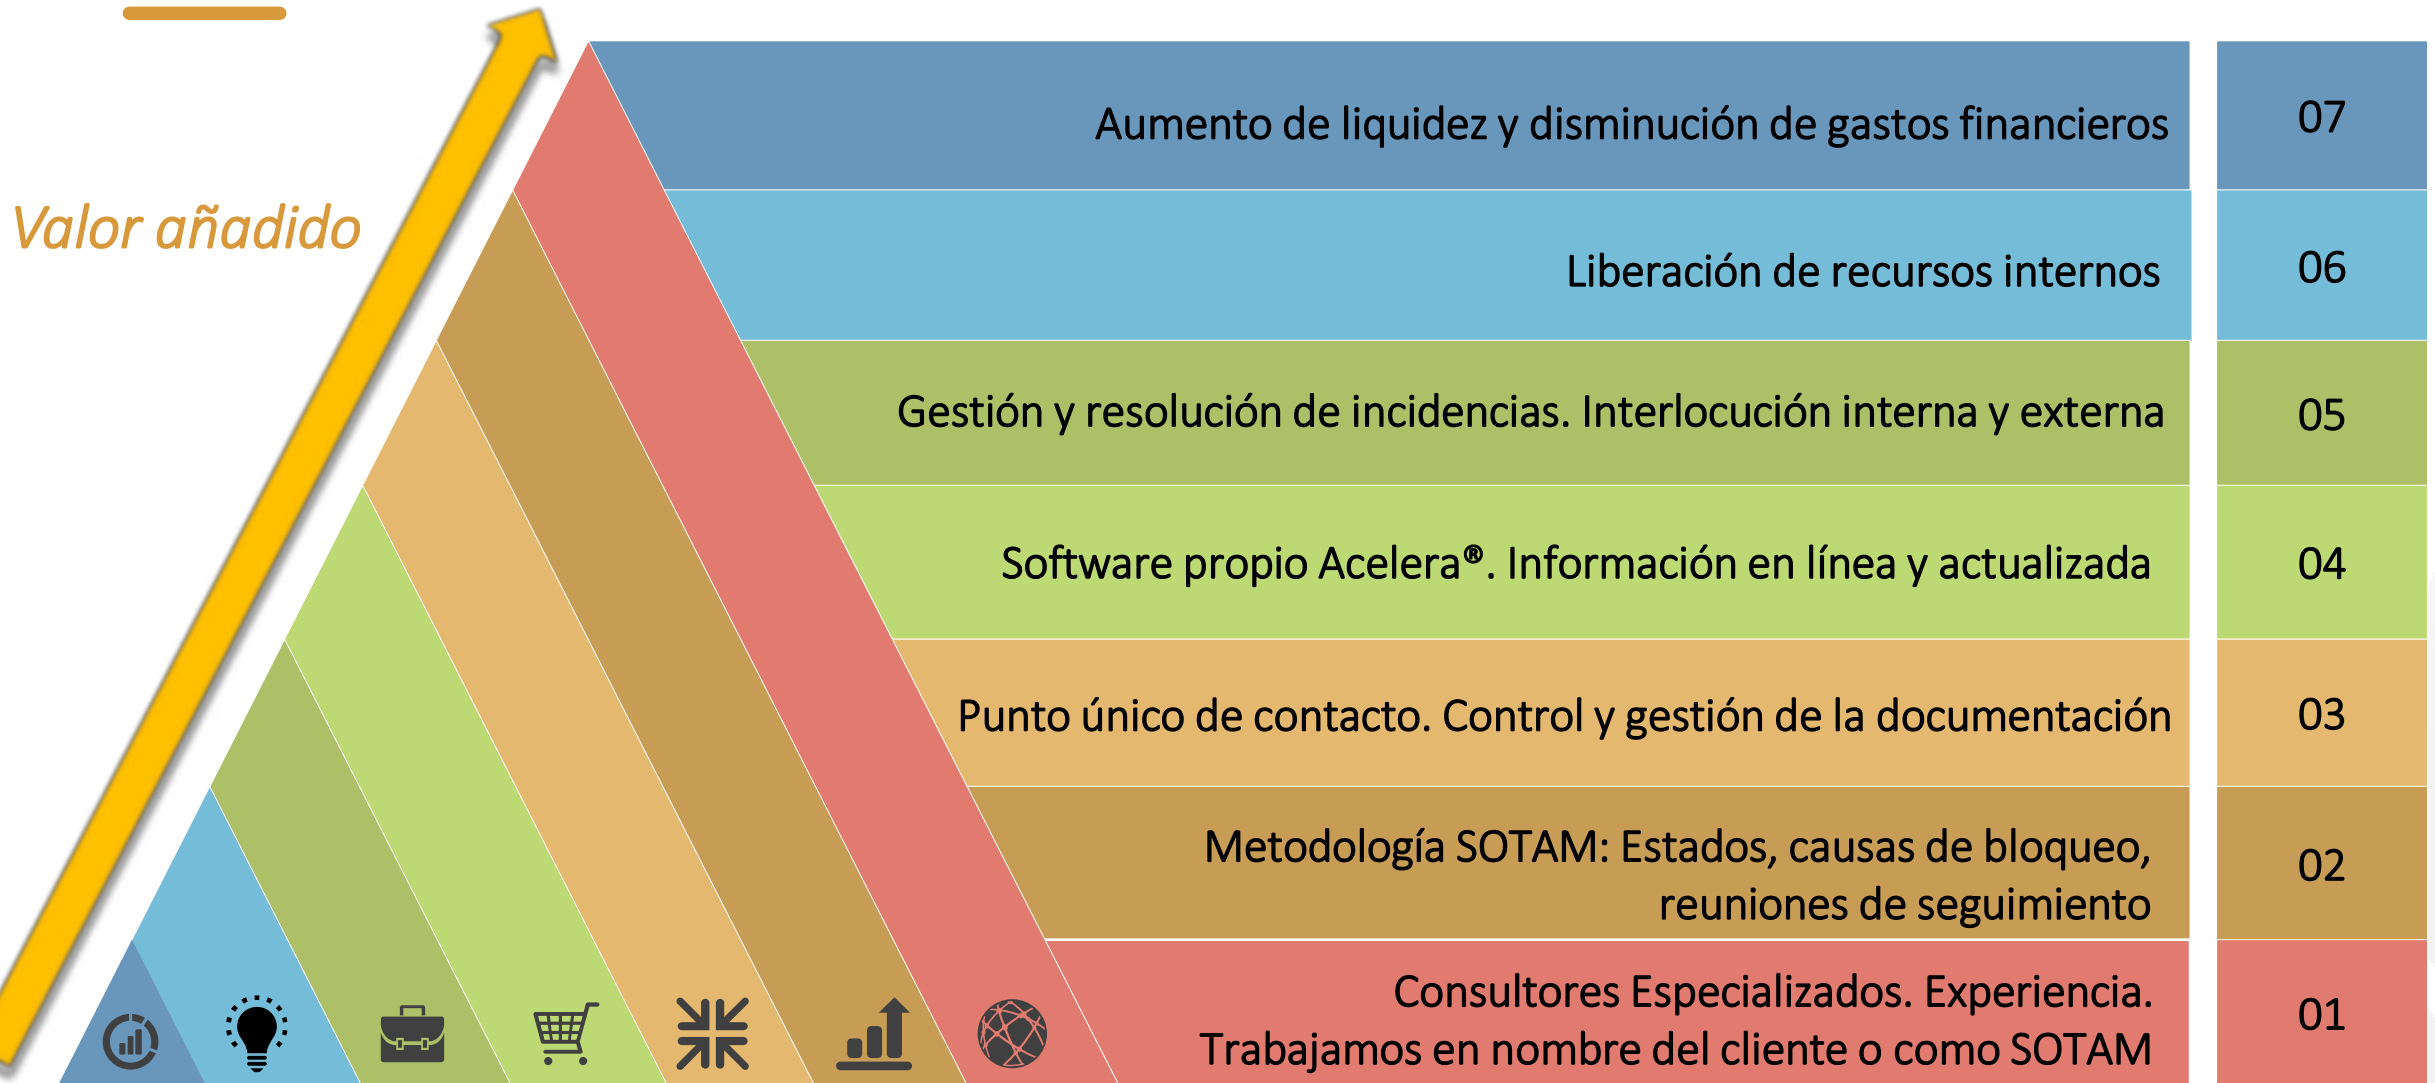 Valor añadido
Aumento de liquidez y disminución de gastos financieros
07
Liberación de recursos internos
06
Gestión y resolución de incidencias. Interlocución interna y externa
05
Software propio Acelera®. Información en línea y actualizada
04
Punto único de contacto. Control y gestión de la documentación
03
Metodología SOTAM: Estados, causas de bloqueo,
reuniones de seguimiento
02
Consultores Especializados. Experiencia.
Trabajamos en nombre del cliente o como SOTAM
01